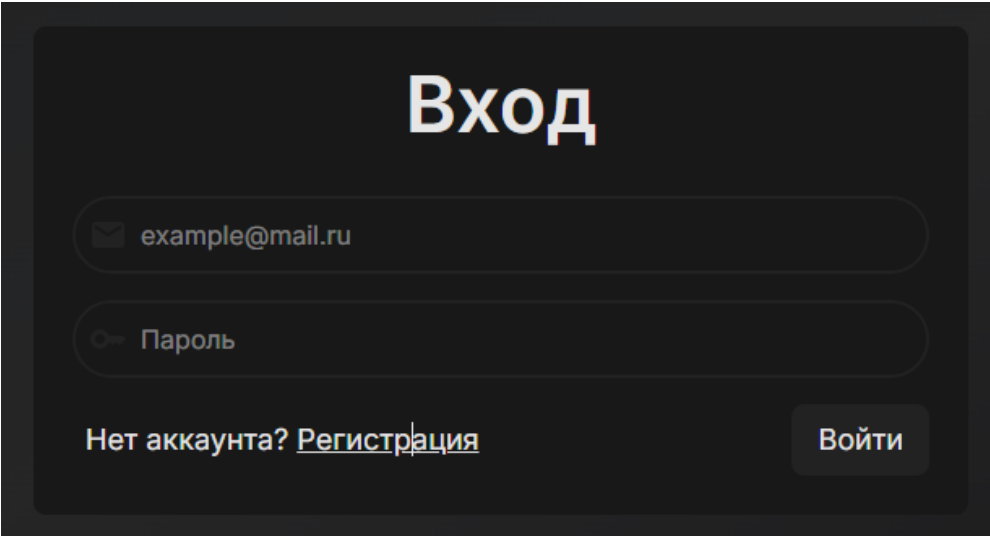 Вход
example@mail.ru
Пароль
Нет аккаунта? Регистрация
Войти